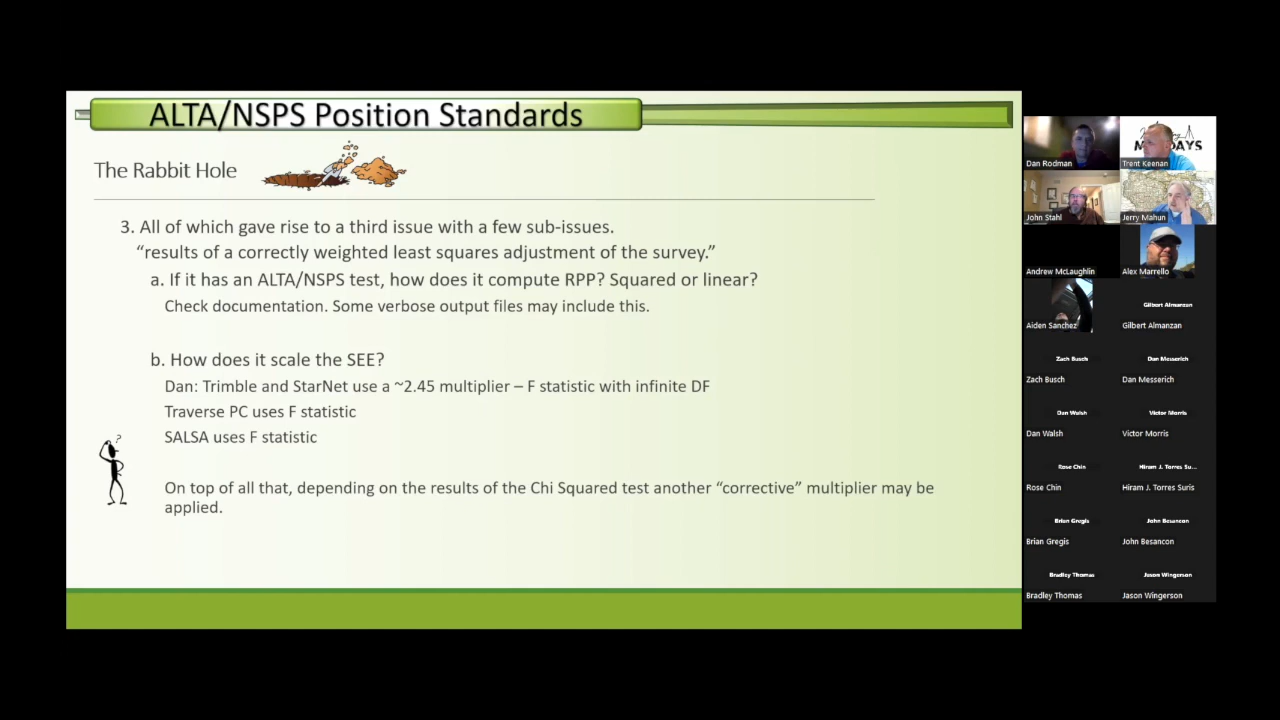 ALTA/NSPS Position Standards
The Rabbit Hole
3. All of which gave rise to a third issue with a few sub-issues.
“results of a correctly weighted least squares adjustment of the survey.”
a. If it has an ALTA/NSPS test, how does it compute RPP? Squared or linear?
Check documentation. Some verbose output files may include this.
b. How does it scale the SEE?
Dan: Trimble and StarNet use a ~2.45 multiplier – F statistic with infinite DF
Traverse PC uses F statistic
SALSA uses F statistic
?
On top of all that, depending on the results of the Chi Squared test another “corrective” multiplier may be
applied.
Dan Rodman
DAYS
Trent Keenan
John Stahl
Jerry Mahun
Andrew McLaughlin
Alex Marrello
Aiden Sanchez
Gilbert Almanzan
Gilbert Almanzan
Zach Busch
Zach Busch
Dan Messerich
Dan Messerich
Dan Walsh
Dan Walsh
Victor Morris
Victor Morris
Rose Chin
Rose Chin
Hiram J. Torres Su...
Hiram J. Torres Suris
Brian Gregis
Brian Gregis
John Besancon
John Besancon
Bradley Thomas
Bradley Thomas
Jason Wingerson
Jason Wingerson